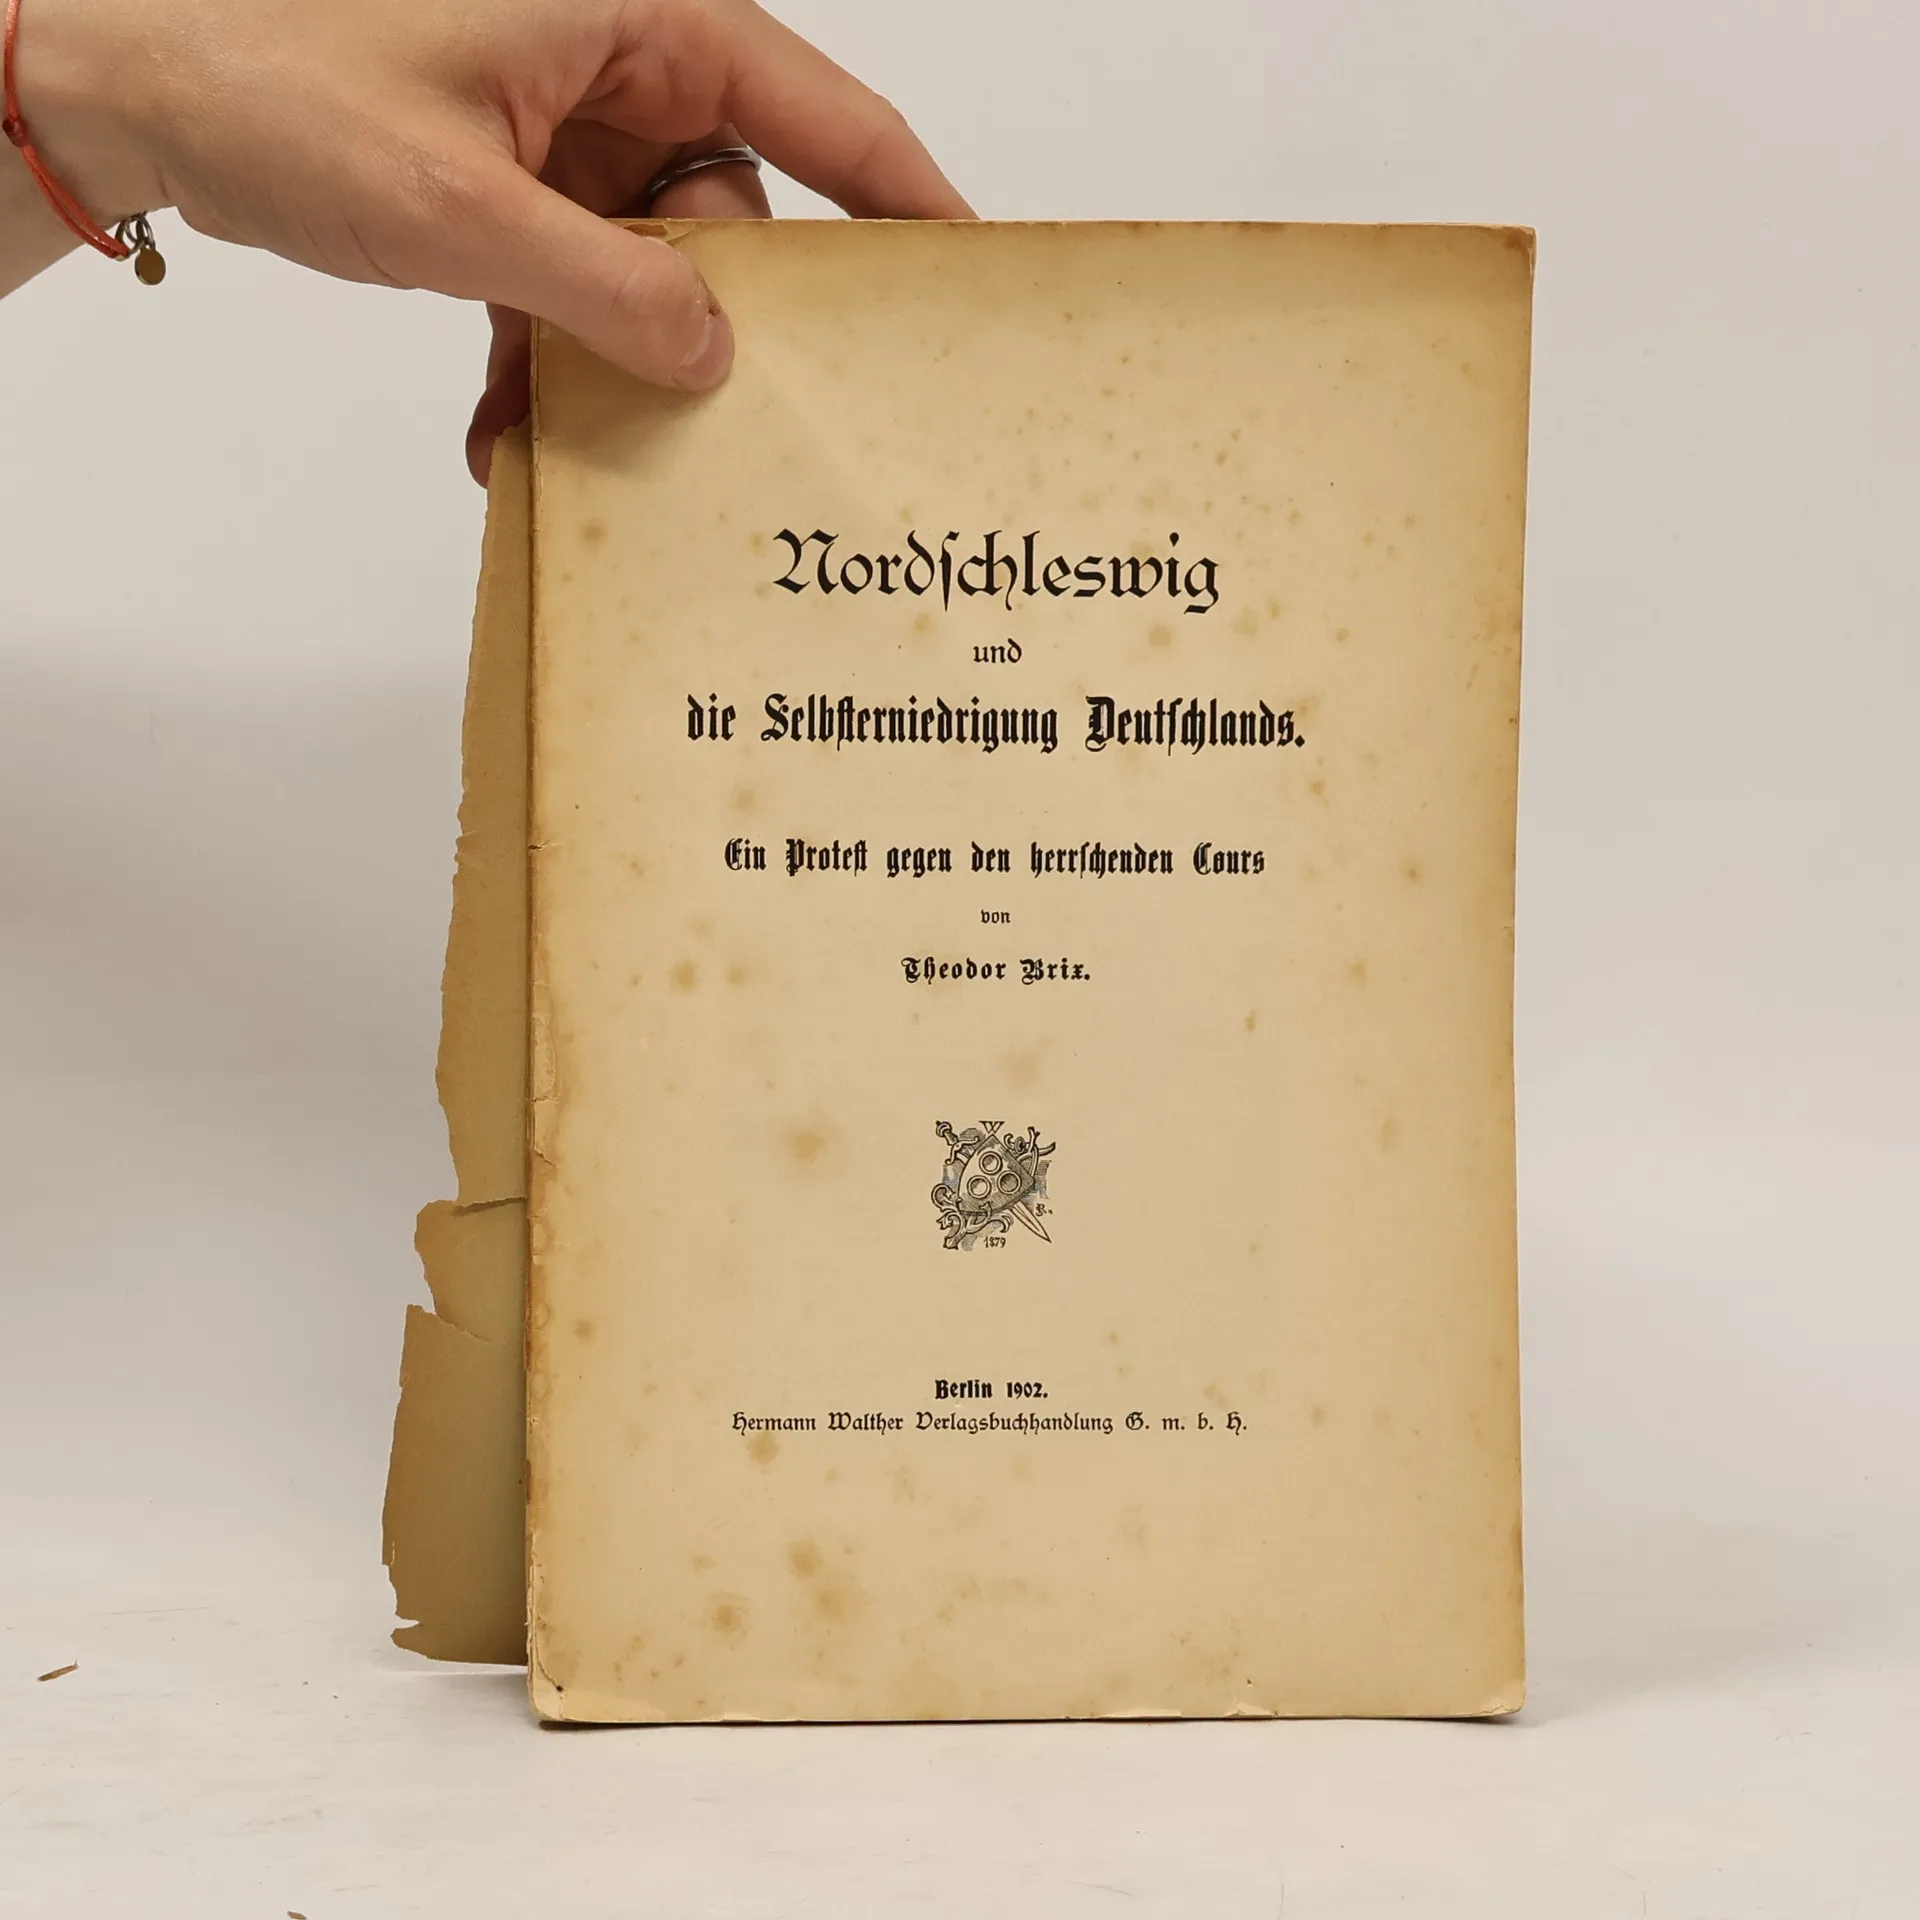 Nordſchleswig
und
die Selbſterniedrigung Deutſchlands.
Ein Proteſt gegen den herrſchenden Cours
von
Theodor Brix.
W
R.
1879
Berlin 1902.
Hermann Walther Verlagsbuchhandlung G. m. b. H.